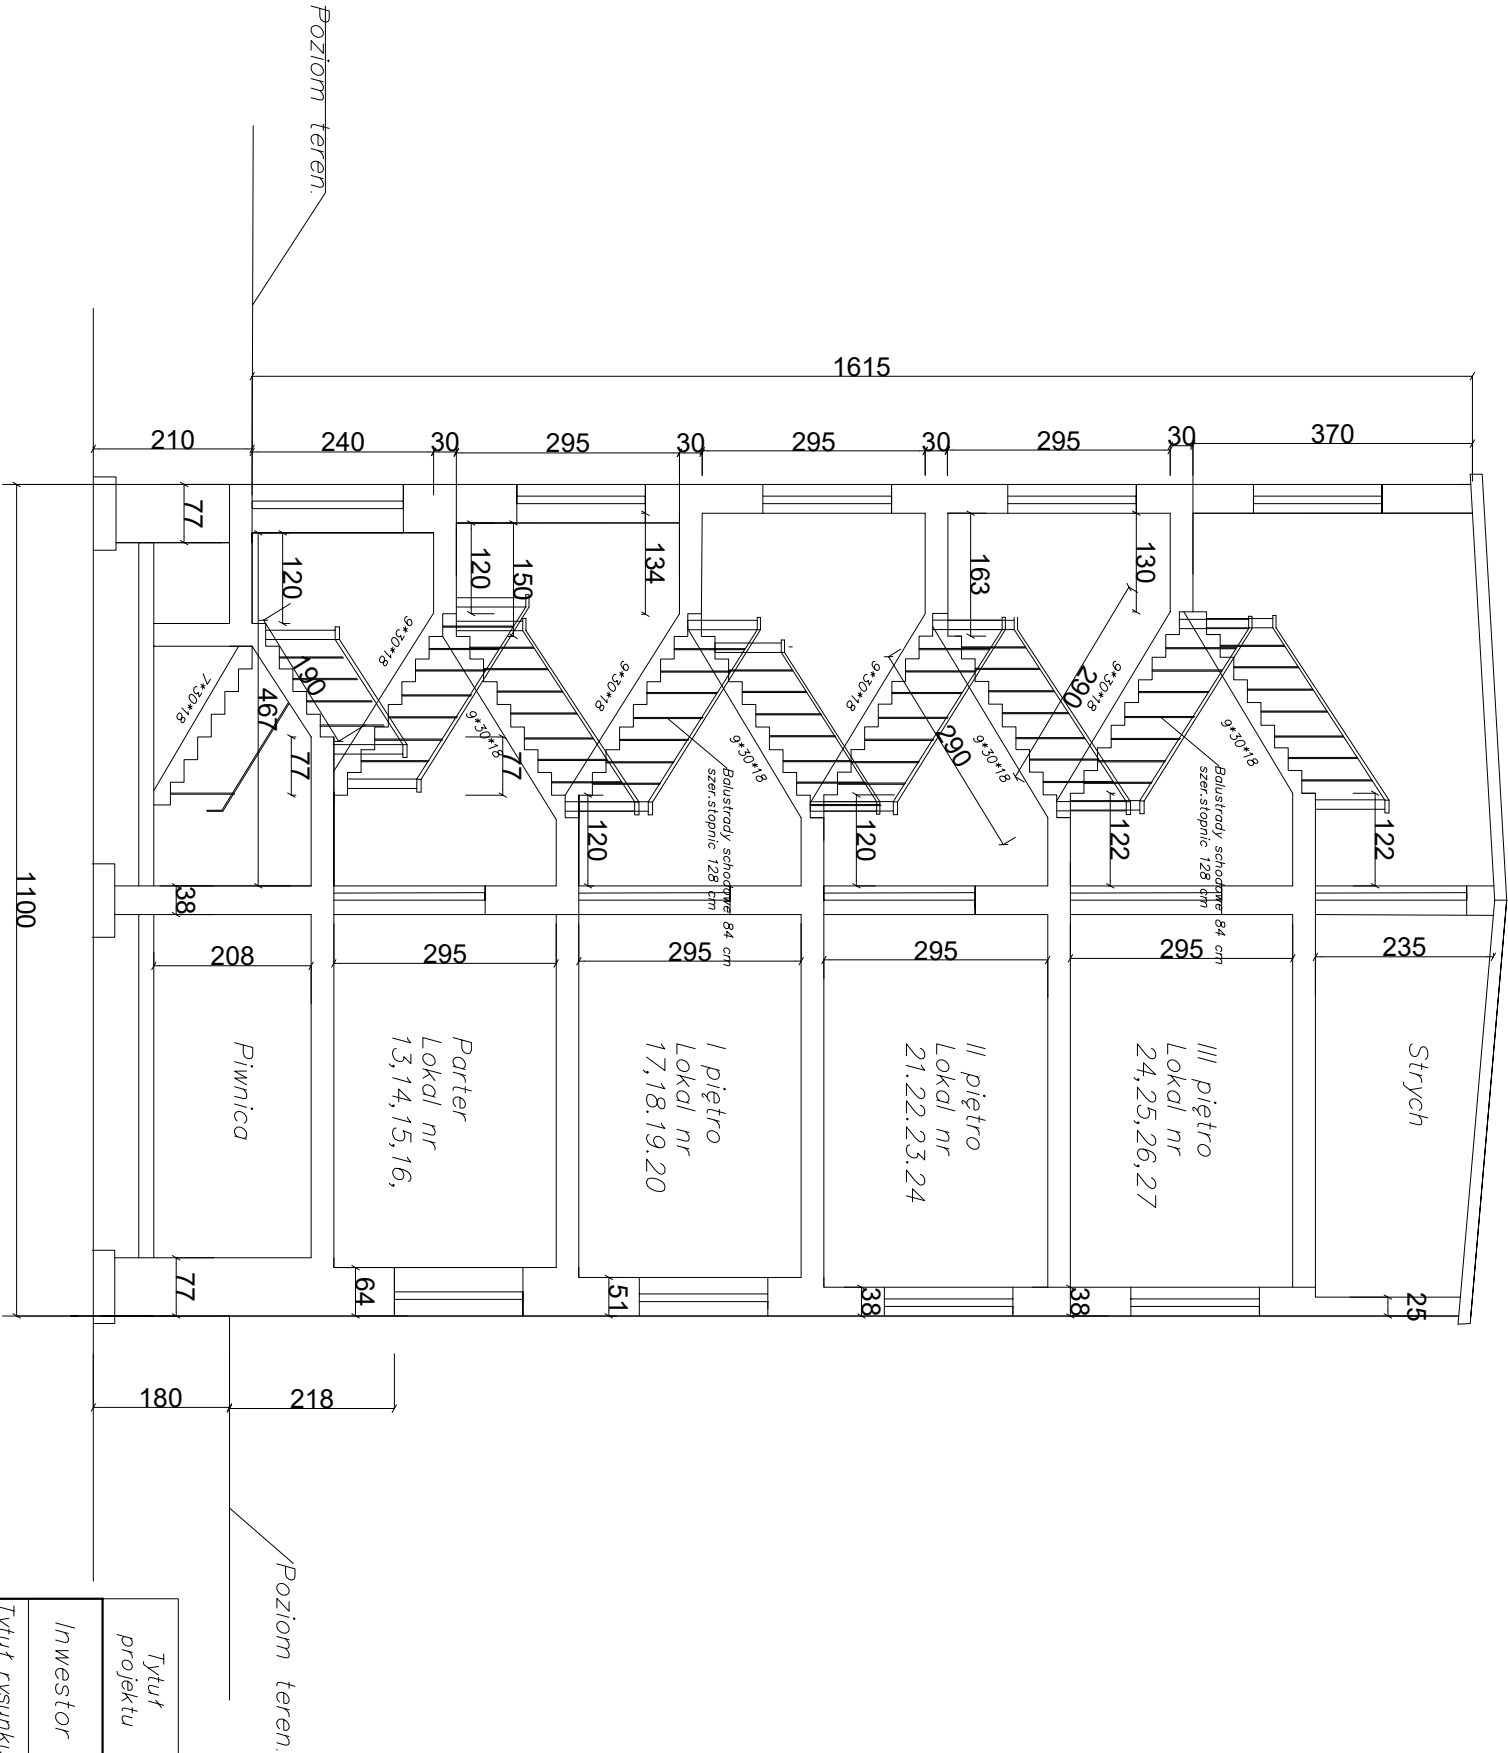 Poziom teren.
1615
210
240
30
295
30
295
30
295
30
370
77
120
120
150
134
163
130
9*30*18
9*30*18
9*30*18
9*30*18
7*30*18
190
467
77
9*30*18
77
9*30*18
290
9*30*18
290
9*30*18
Balustrady schodowe 84 cm
szer.stopnic 128 cm
Balustrady schodowe 84 cm
szer.stopnic 128 cm
120
120
122
122
1100
38
208
295
295
295
295
235
Piwnica
Parter
Lokal nr
13,14,15,16,
I piętro
Lokal nr
17,18.19.20
II piętro
Lokal nr
21.22.23.24
III piętro
Lokal nr
24,25,26,27
Strych
77
64
51
38
38
25
180
218
Poziom teren.
Tytuł
projektu
Inwestor
Tytuł rysunku